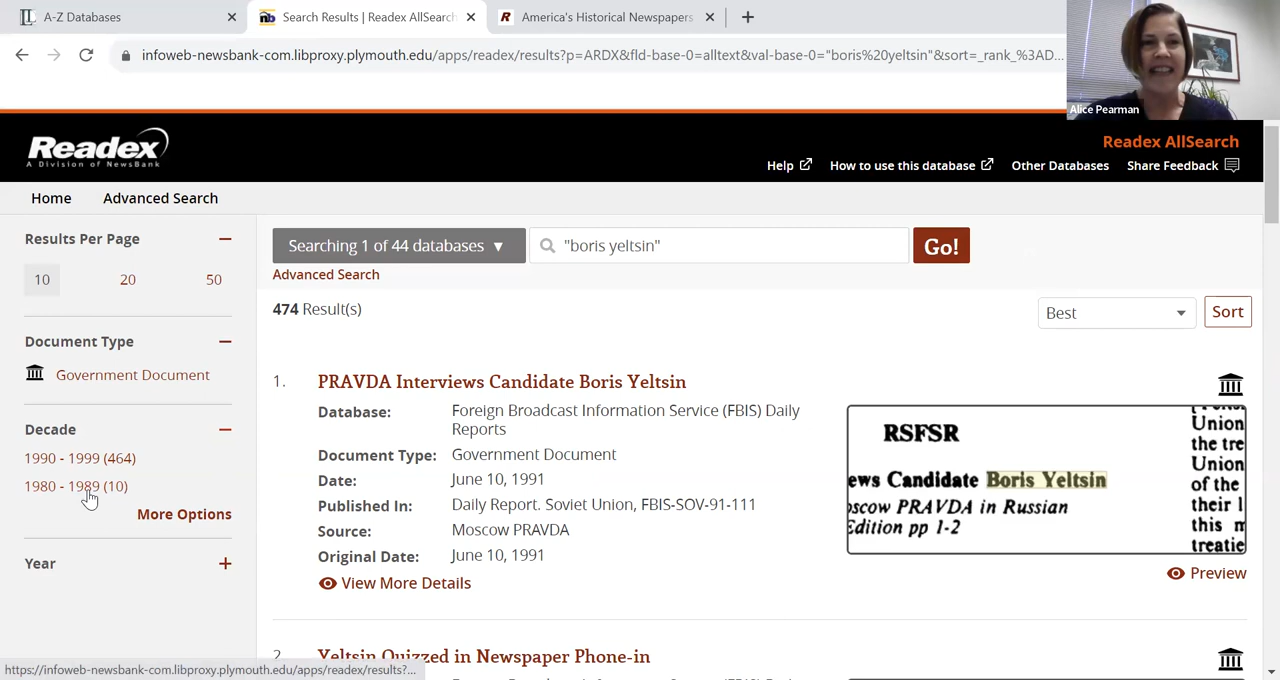 A-Z Databases
Search Results | Readex AllSearch
America's Historical Newspapers
infoweb-newsbank-com.libproxy.plymouth.edu/apps/readex/results?p=ARDX&fld-base-0=alltext&val-base-0="boris%20yeltsin"&sort=_rank_%3AD...
Alice Pearman
Readex
A Division of NewsBank
Readex AllSearch
Help
How to use this database
Other Databases
Share Feedback
Home
Advanced Search
Results Per Page
10 20 50
Document Type
Government Document
Decade
1990 - 1999 (464)
1980 - 1989 (10)
More Options
Year
Searching 1 of 44 databases ▼
"boris yeltsin"
Go!
Advanced Search
474 Result(s)
Best
Sort
1. PRAVDA Interviews Candidate Boris Yeltsin
Database: Foreign Broadcast Information Service (FBIS) Daily
Reports
Document Type: Government Document
Date: June 10, 1991
Published In: Daily Report. Soviet Union, FBIS-SOV-91-111
Source: Moscow PRAVDA
Original Date: June 10, 1991
View More Details
RSFSR
ews Candidate Boris Yeltsin
oscow PRAVDA in Russian
Edition pp 1-2
Union
the tre
Union
of the
their l
this m
treatie
Preview
2. Yeltsin Quizzed in Newspaper Phone-in
https://infoweb-newsbank-com.libproxy.plymouth.edu/apps/readex/results?...